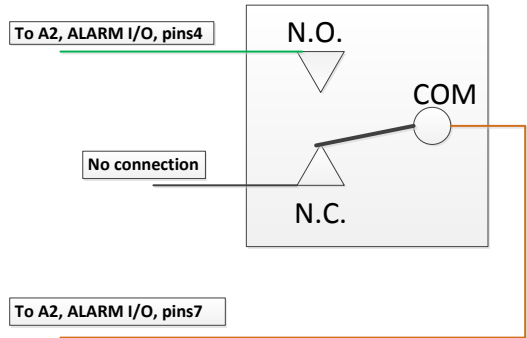 To A2, ALARM I/O, pins4
N.O.
COM
No connection
N.C.
To A2, ALARM I/O, pins7